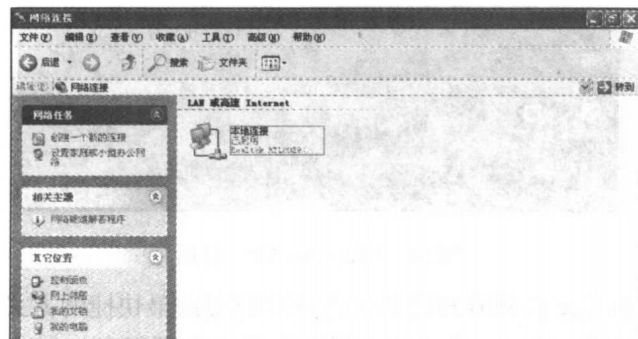 网络连接
文件(F) 编辑(E) 查看(V) 收藏(A) 工具(T) 高级(N) 帮助(H)
后退 搜索 文件夹
地址(D) 网络连接 转到
LAN 或高速 Internet
网络任务
创建一个新的连接
设置家庭或小型办公网
络
本地连接
已启用
相关主题
网络疑难解答程序
其它位置
控制面板
网上邻居
我的文档
我的电脑